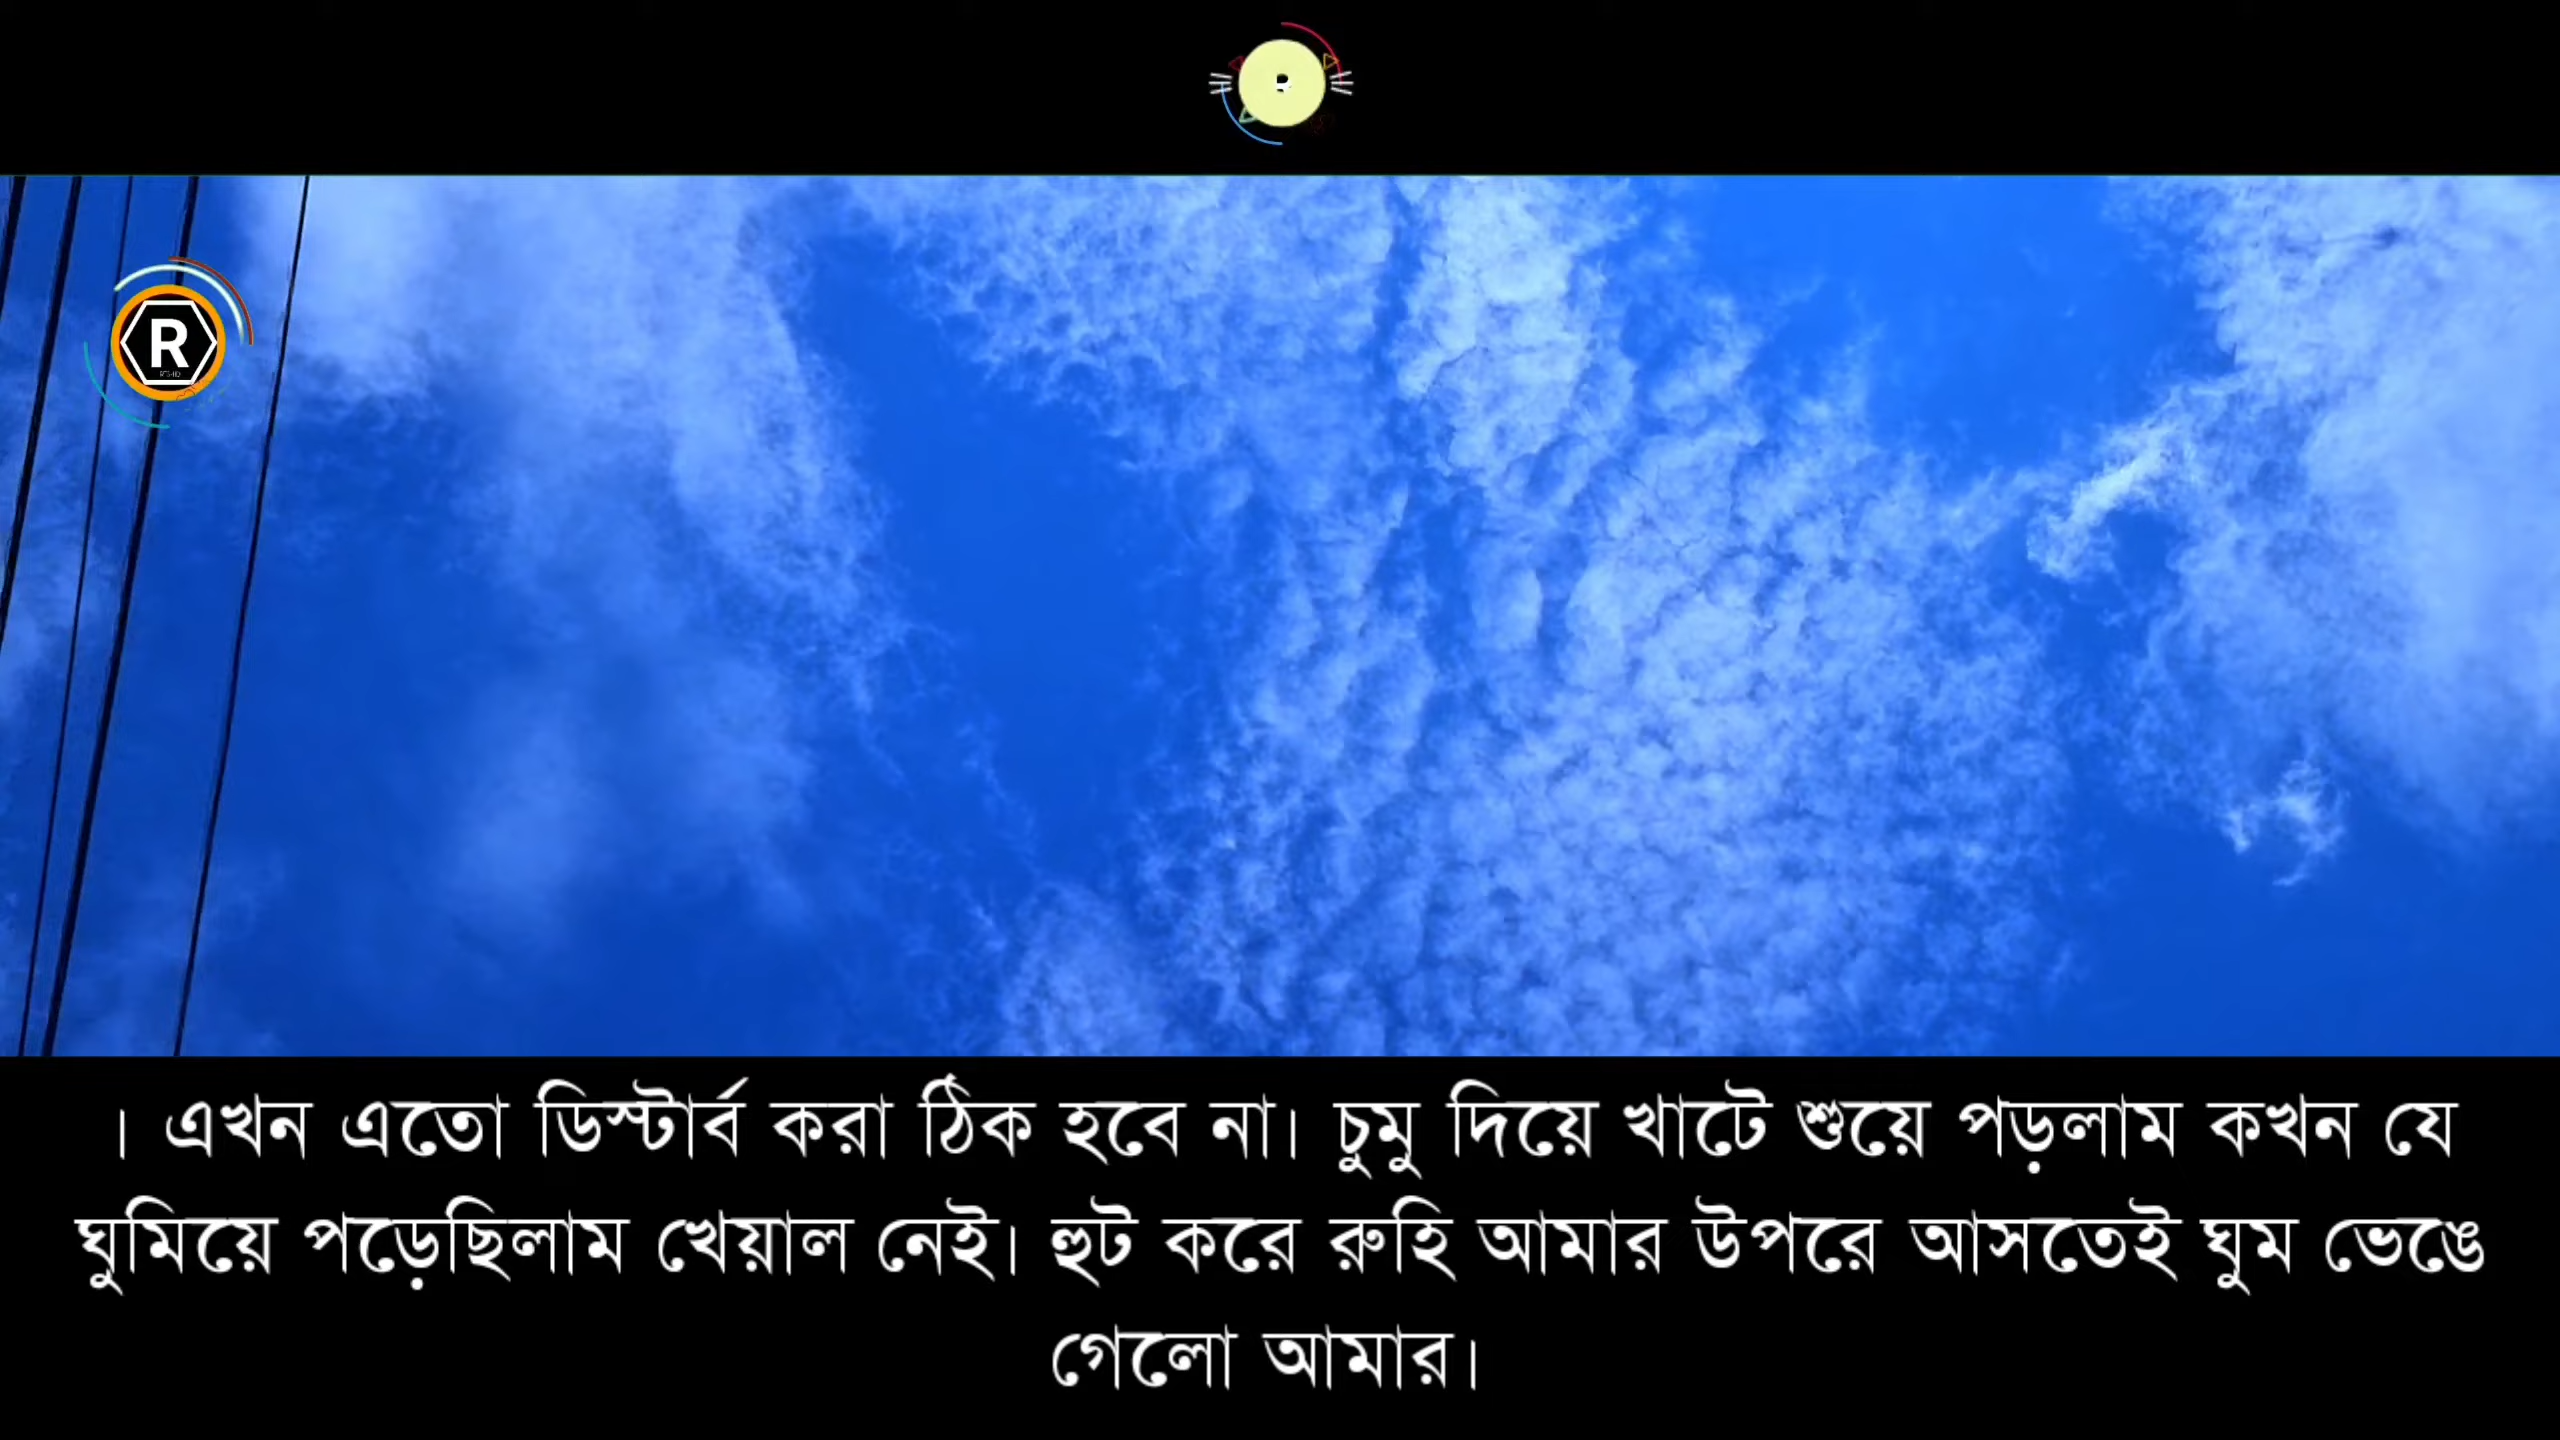 R
। এখন এতো ডিস্টার্ব করা ঠিক হবে না। চুমু দিয়ে খাটে শুয়ে পড়লাম কখন যে
ঘুমিয়ে পড়েছিলাম খেয়াল নেই। হুট করে রুহি আমার উপরে আসতেই ঘুম ভেঙে
গেলো আমার।